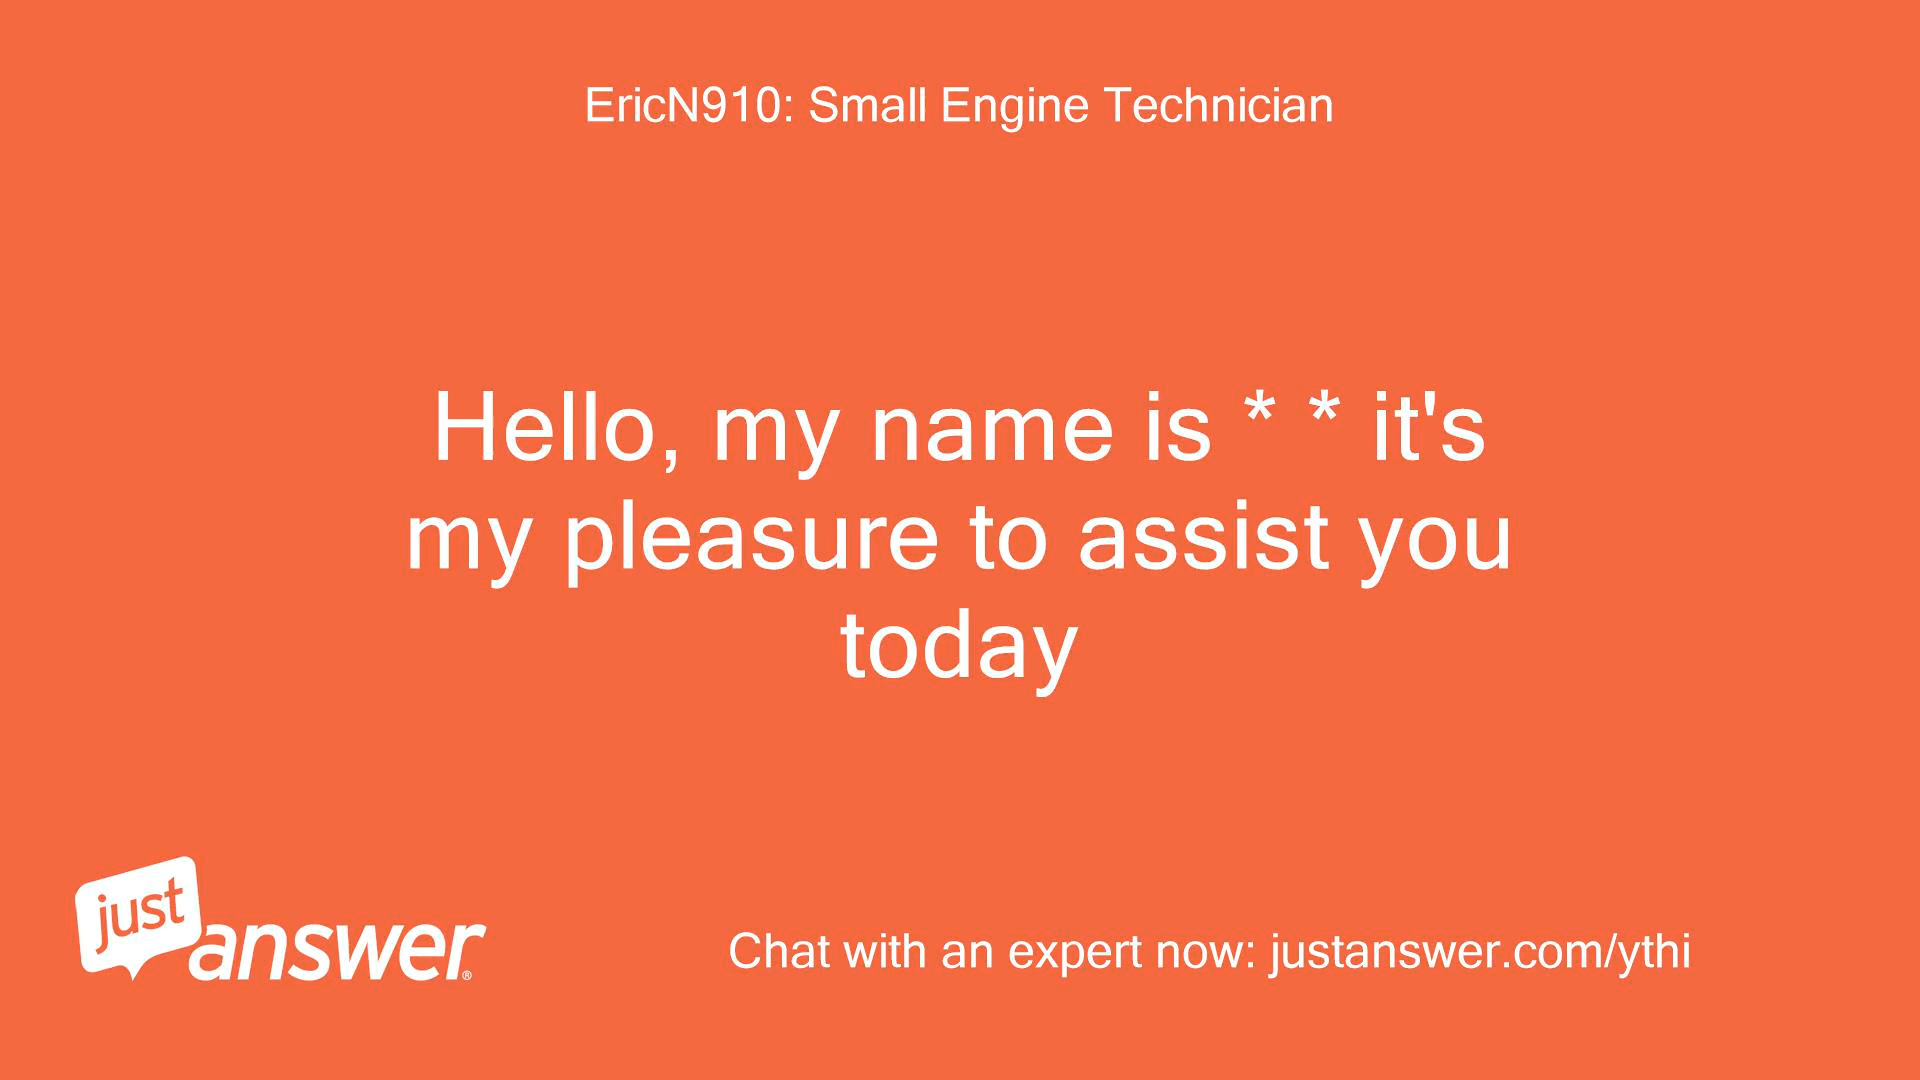 EricN910: Small Engine Technician
Hello, my name is * * it's
my pleasure to assist you
today
just
answer®
Chat with an expert now: justanswer.com/ythi